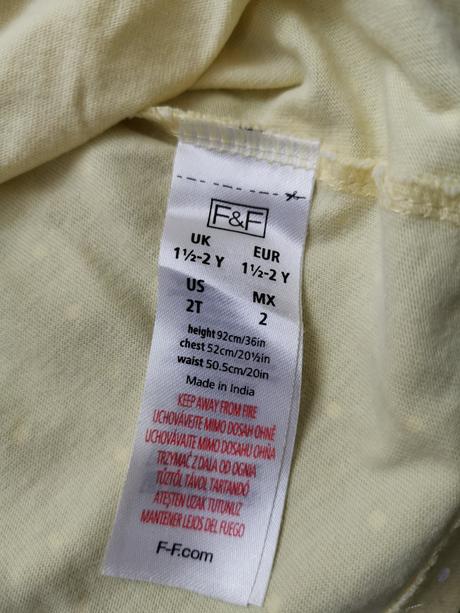 F&F
UK EUR
1½-2 Y 1½-2 Y
US MX
2T 2
height 92cm/36in
chest 52cm/20½in
waist 50.5cm/20in
Made in India
KEEP AWAY FROM FIRE
UCHOVÁVEJTE MIMO DOSAH OHNĚ
UCHOVÁVAJTE MIMO DOSAHU OHŇA
TRZYMAĆ Z DALA OD OGNIA
TŰZTŐL TÁVOL TARTANDÓ
ATEŞTEN UZAK TUTUNUZ
MANTENER LEJOS DEL FUEGO
F-F.com